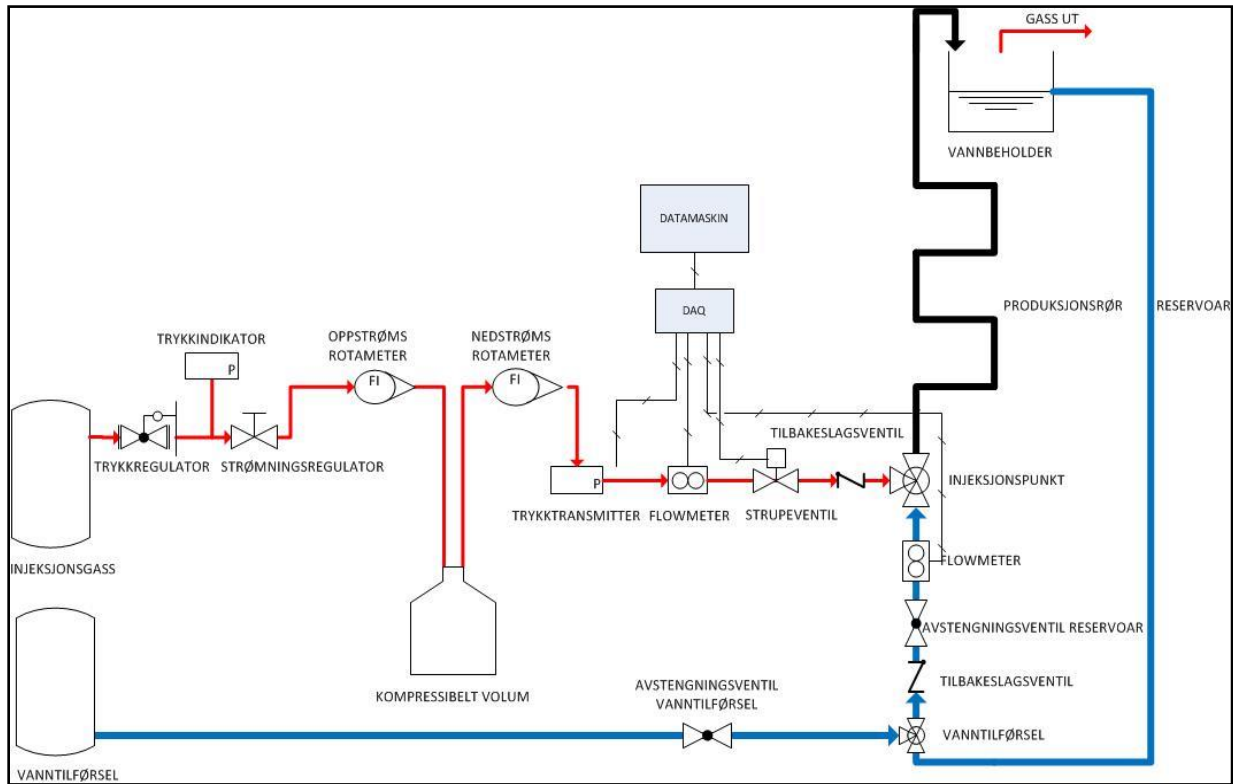 GASS UT
VANNBEHOLDER
DATAMASKIN
DAQ
PRODUKSJONSRØR
RESERVOAR
TRYKKINDIKATOR
P
OPPSTRØMS
ROTAMETER
FI
NEDSTRØMS
ROTAMETER
FI
TRYKKREGULATOR
STRØMNINGSREGULATOR
TILBAKESLAGSVENTIL
P
TRYKKTRANSMITTER
FLOWMETER
STRUPEVENTIL
INJEKSJONSPUNKT
INJEKSJONSGASS
FLOWMETER
AVSTENGNINGSVENTIL RESERVOAR
KOMPRESSIBELT VOLUM
AVSTENGNINGSVENTIL
VANNTILFØRSEL
TILBAKESLAGSVENTIL
VANNTILFØRSEL
VANNTILFØRSEL